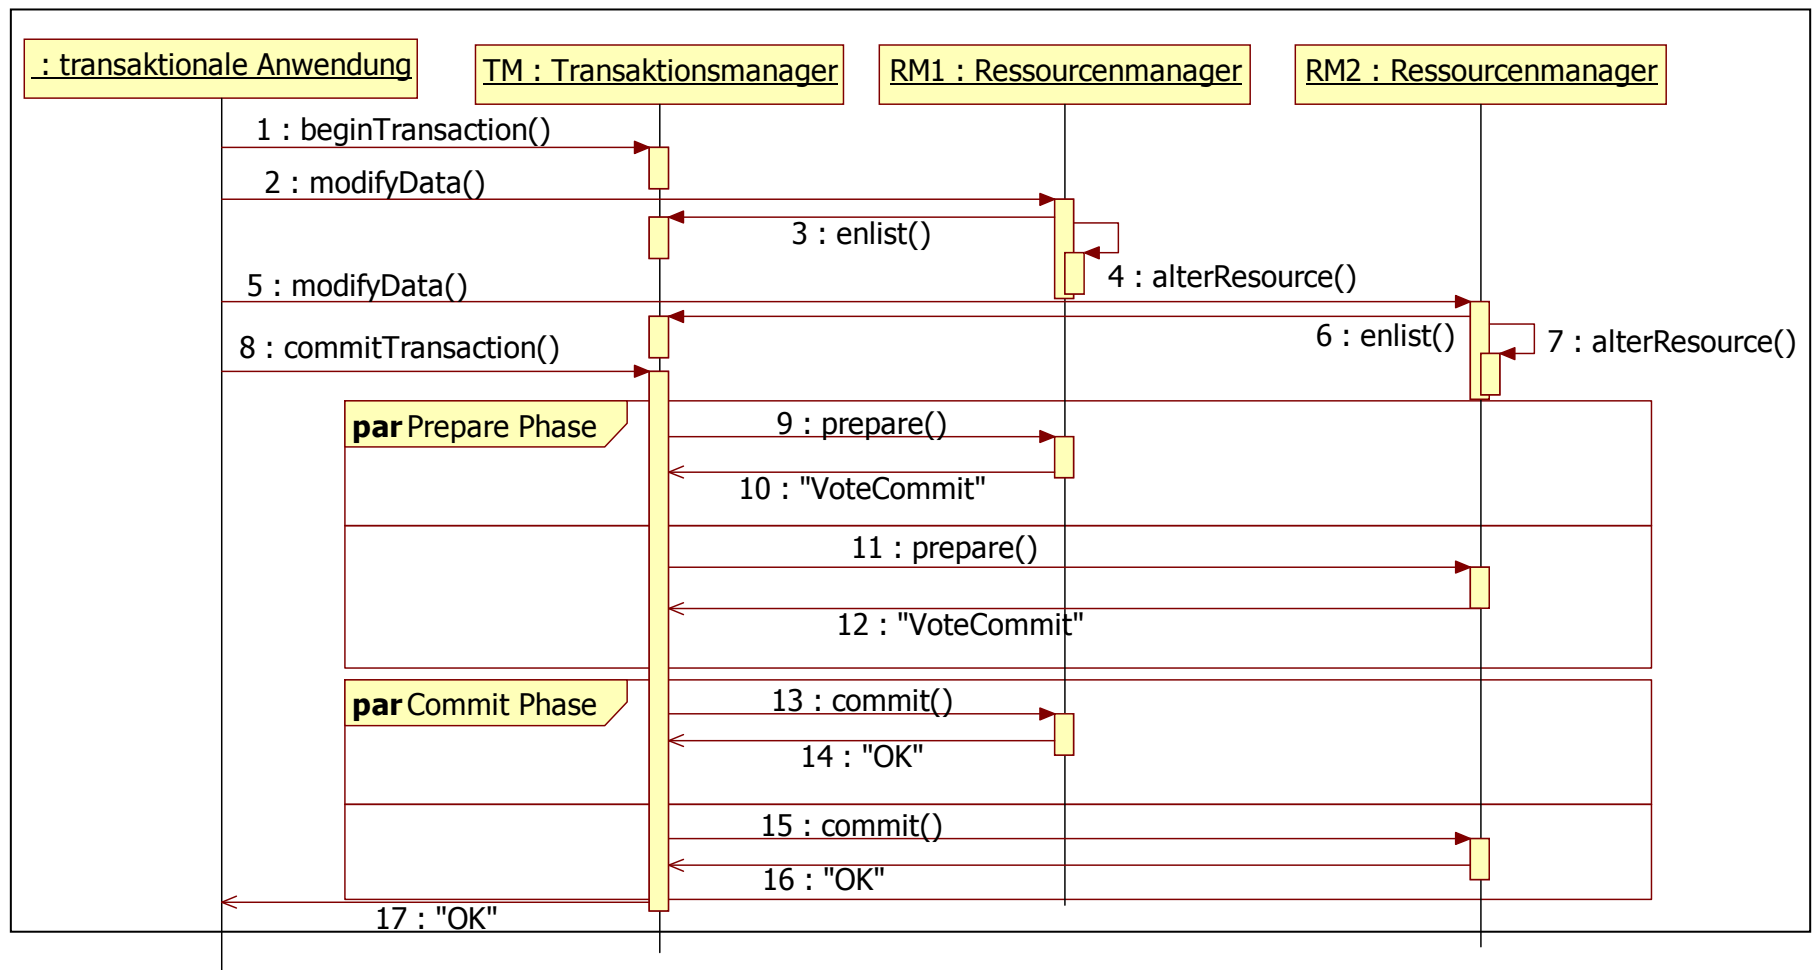 : transaktionale Anwendung
TM : Transaktionsmanager
RM1 : Ressourcenmanager
RM2 : Ressourcenmanager
1 : beginTransaction()
2 : modifyData()
3 : enlist()
4 : alterResource()
5 : modifyData()
6 : enlist()
7 : alterResource()
8 : commitTransaction()
par Prepare Phase
9 : prepare()
10 : "VoteCommit"
11 : prepare()
12 : "VoteCommit"
par Commit Phase
13 : commit()
14 : "OK"
15 : commit()
16 : "OK"
17 : "OK"